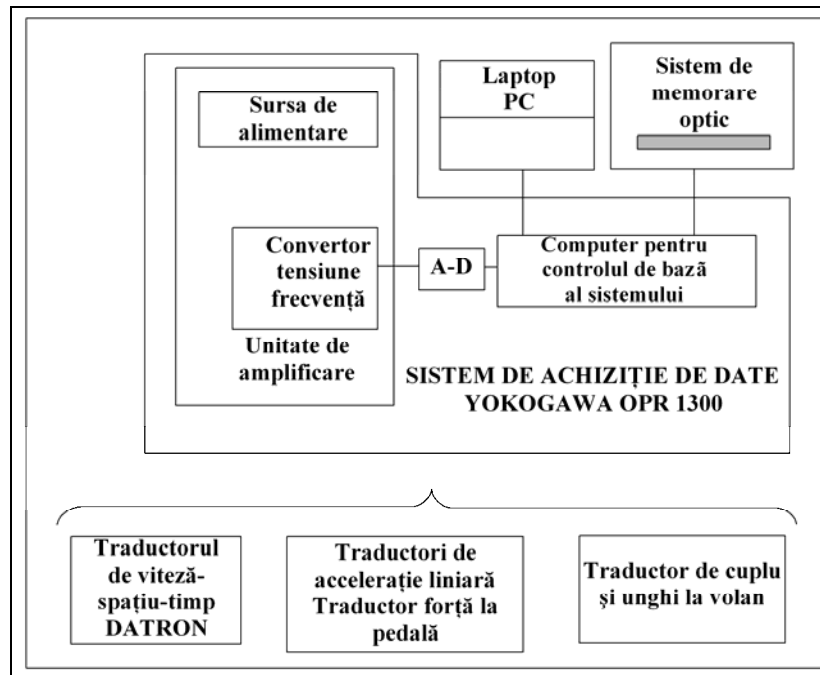 Sursa de
alimentare
Laptop
PC
Sistem de
memorare
optic
Convertor
tensiune
frecvență
A-D
Computer pentru
controlul de bazã
al sistemului
Unitate de
amplificare
SISTEM DE ACHIZIȚIE DE DATE
YOKOGAWA OPR 1300
Traductorul
de viteză-
spațiu-timp
DATRON
Traductori de
accelerație liniară
Traductor forță la
pedală
Traductor de cuplu
și unghi la volan